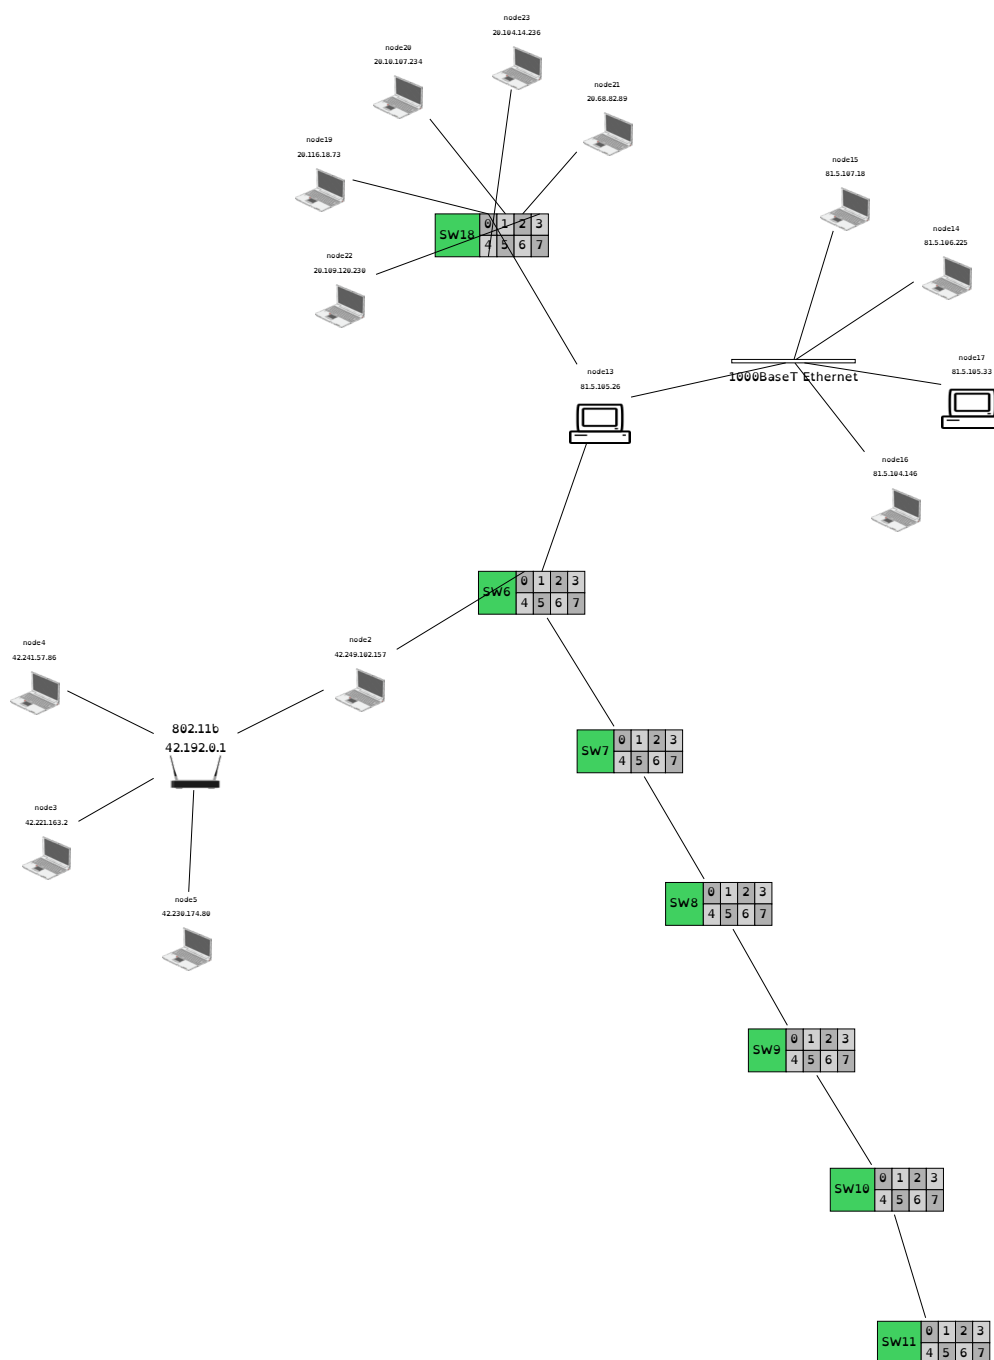 node23
20.104.14.236
node20
20.10.107.234
node21
20.68.82.89
node19
20.116.18.73
node15
81.5.107.18
SW18 0 1 2 3
4 5 6 7
node14
81.5.106.225
node22
20.109.120.230
node17
81.5.105.33
1000BaseT Ethernet
node13
81.5.105.26
node16
81.5.104.146
SW6 0 1 2 3
4 5 6 7
node4
42.241.57.86
node2
42.249.102.157
802.11b
42.192.0.1
SW7 0 1 2 3
4 5 6 7
node3
42.221.163.2
node5
42.230.174.80
SW8 0 1 2 3
4 5 6 7
SW9 0 1 2 3
4 5 6 7
SW10 0 1 2 3
4 5 6 7
SW11 0 1 2 3
4 5 6 7